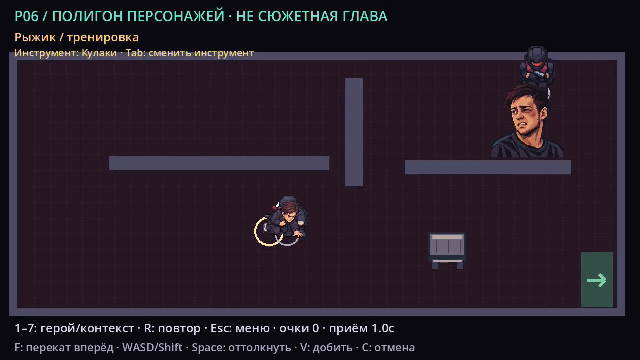 P06 / ПОЛИГОН ПЕРСОНАЖЕЙ · НЕ СЮЖЕТНАЯ ГЛАВА
Рыжик / тренировка
Инструмент: Кулаки · Tab: сменить инструмент
1–7: герой/контекст · R: повтор · Esc: меню · очки 0 · приём 1.0с
F: перекат вперёд · WASD/Shift · Space: оттолкнуть · V: добить · C: отмена